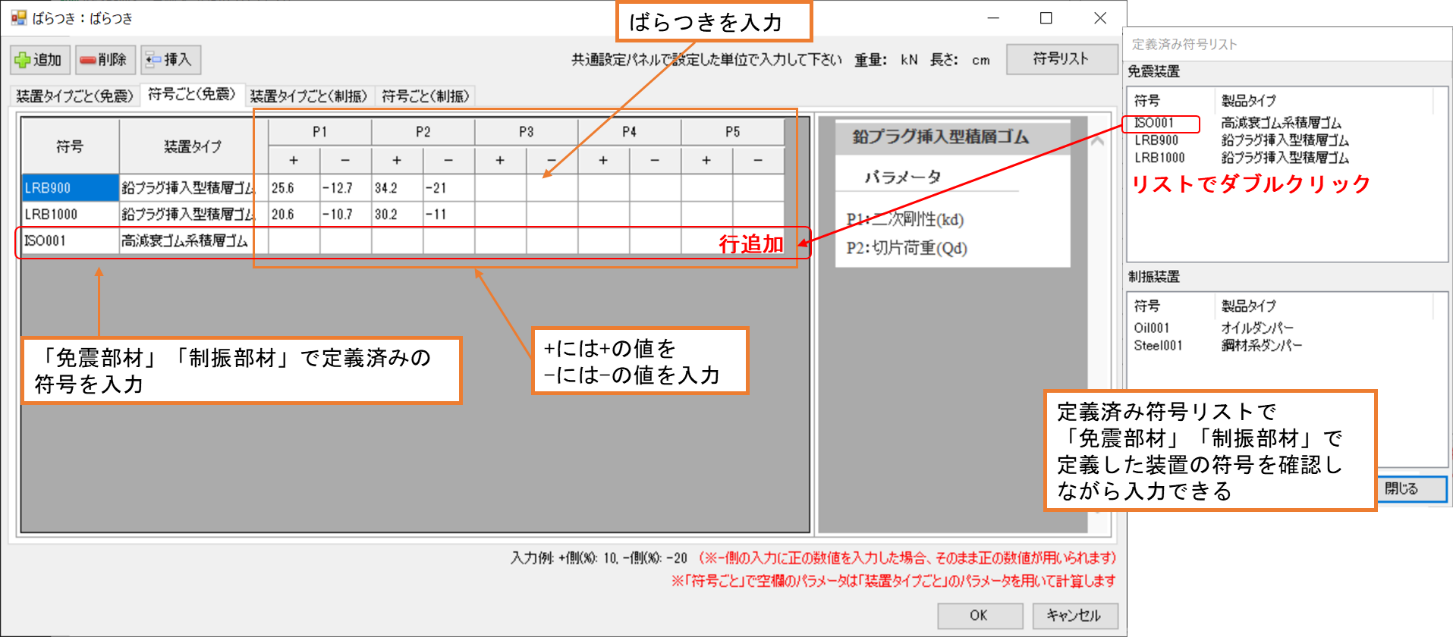 ばらつき：ばらつき
ばらつきを入力
追加 削除 挿入
共通設定パネルで設定した単位で入力して下さい 重量： kN 長さ： cm
符号リスト
装置タイプごと(免震) 符号ごと(免震) 装置タイプごと(制振) 符号ごと(制振)
符号 装置タイプ P1 P2 P3 P4 P5
+ − + − + − + − + −
LRB900 鉛プラグ挿入型積層ゴム 25.6 -12.7 34.2 -21
LRB1000 鉛プラグ挿入型積層ゴム 20.6 -10.7 30.2 -11
ISO001 高減衰ゴム系積層ゴム
行追加
鉛プラグ挿入型積層ゴム
パラメータ
P1:二次剛性(kd)
P2:切片荷重(Qd)
「免震部材」「制振部材」で定義済みの
符号を入力
+には+の値を
-には-の値を入力
入力例: +側(%): 10, -側(%): -20 (※-側の入力に正の数値を入力した場合、そのまま正の数値が用いられます)
※「符号ごと」で空欄のパラメータは「装置タイプごと」のパラメータを用いて計算します
OK キャンセル
定義済み符号リスト
免震装置
符号 製品タイプ
ISO001 高減衰ゴム系積層ゴム
LRB900 鉛プラグ挿入型積層ゴム
LRB1000 鉛プラグ挿入型積層ゴム
リストでダブルクリック
制振装置
符号 製品タイプ
Oil001 オイルダンパー
Steel001 鋼材系ダンパー
定義済み符号リストで
「免震部材」「制振部材」で
定義した装置の符号を確認し
ながら入力できる
閉じる